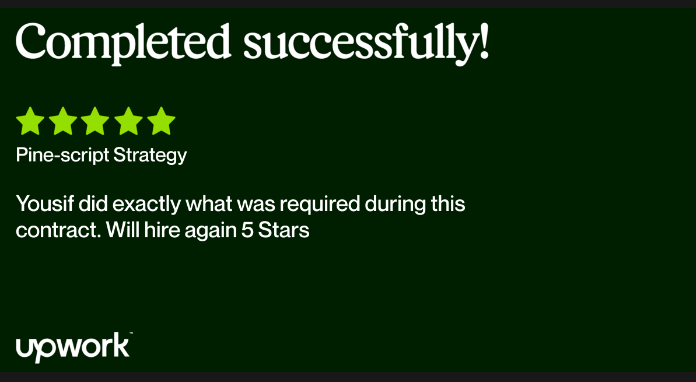 Completed successfully!
Pine-script Strategy
Yousif did exactly what was required during this
contract. Will hire again 5 Stars
upwork